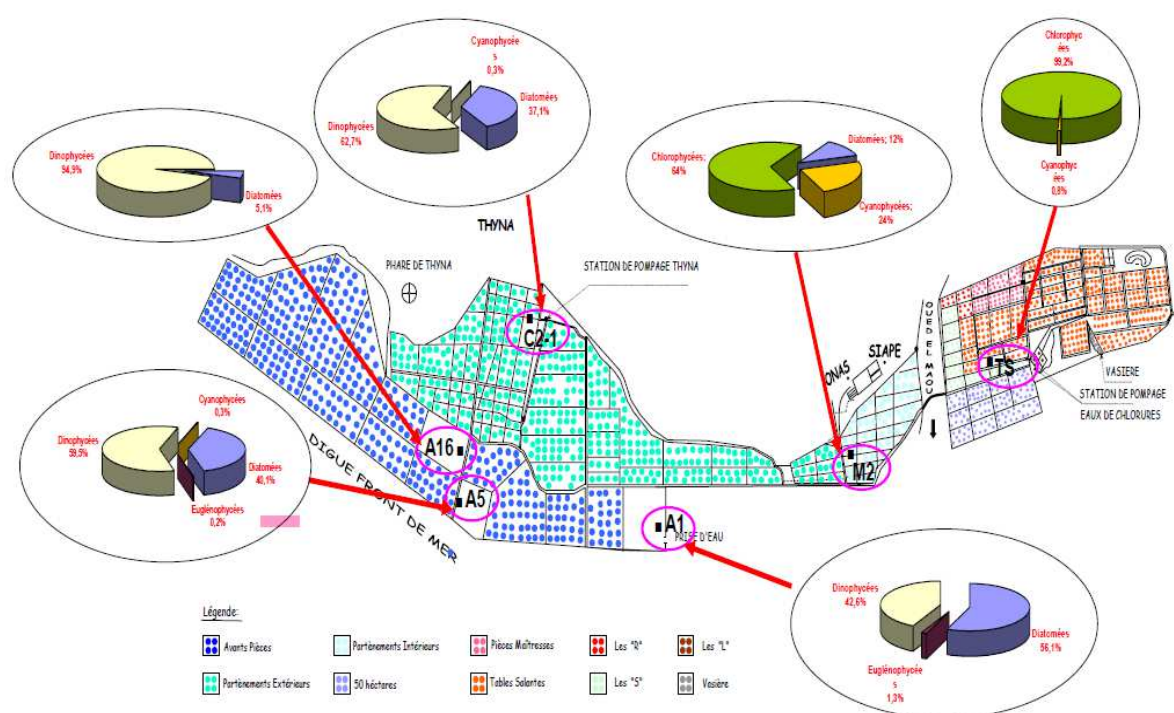 Cyanophycée
s
0,3%
Diatomées
37,1%
Dinophycées
62,7%
Chlorophyc
ées
99,2%
Cyanophyc
ées
0,8%
Dinophycées
94,9%
Diatomées
5,1%
Chlorophycées;
64%
Diatomées; 12%
Cyanophycées;
24%
THYNA
PHARE DE THYNA
STATION DE POMPAGE THYNA
C2-1
OUED EL MAOU
SIAPE
ONAS
TS
VASIERE
STATION DE POMPAGE
EAUX DE CHLORURES
Cyanophycées
0,3%
Dinophycées
59,5%
Diatomées
40,1%
Euglénophycées
0,2%
A16
A5
M2
A1
PRISE D'EAU
DIGUE FRONT DE MER
Dinophycées
42,6%
Diatomées
56,1%
Euglénophycée
s
1,3%
Légende:
Avants Pièces
Partènements Intérieurs
Pièces Maîtresses
Les "R"
Les "L"
Partènements Extérieurs
50 héctares
Tables Salantes
Les "S"
Vasière